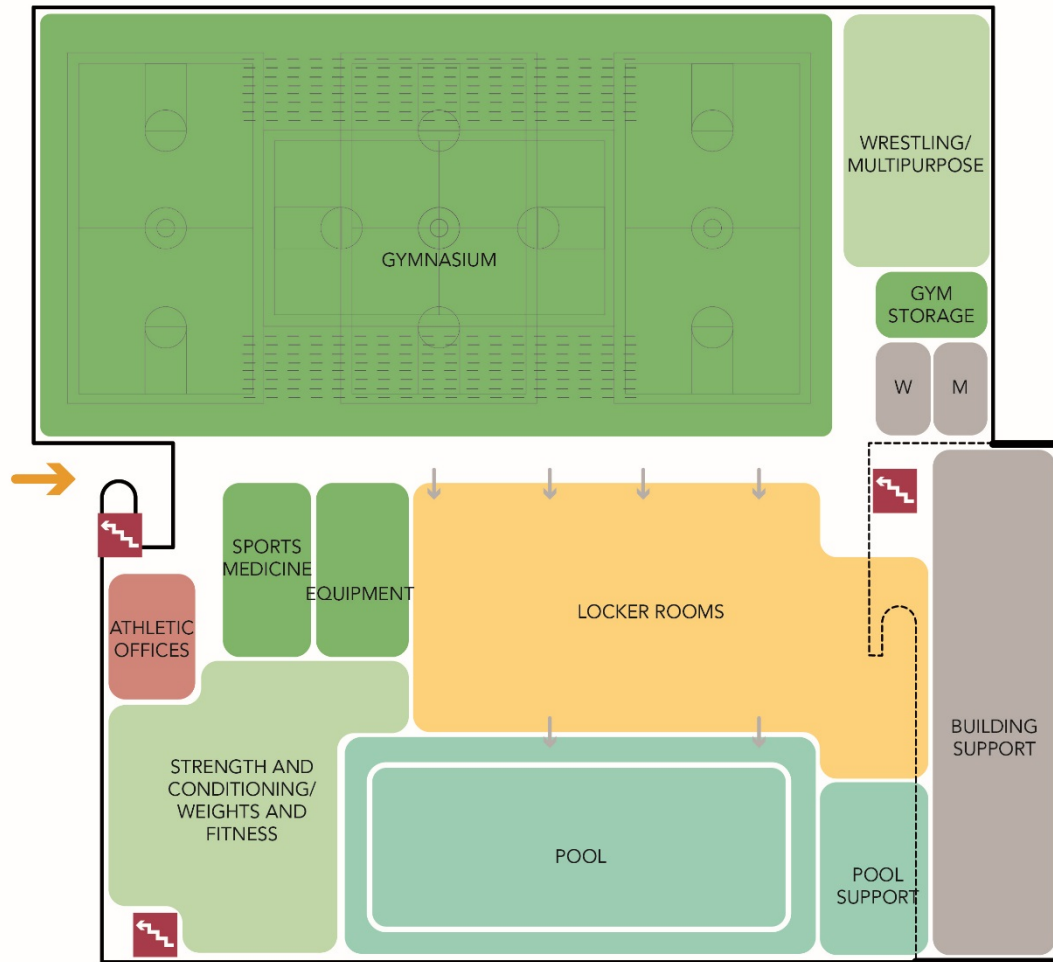 WRESTLING/
MULTIPURPOSE
GYMNASIUM
GYM
STORAGE
W
M
SPORTS
MEDICINE
EQUIPMENT
LOCKER ROOMS
ATHLETIC
OFFICES
BUILDING
SUPPORT
STRENGTH AND
CONDITIONING/
WEIGHTS AND
FITNESS
POOL
POOL
SUPPORT